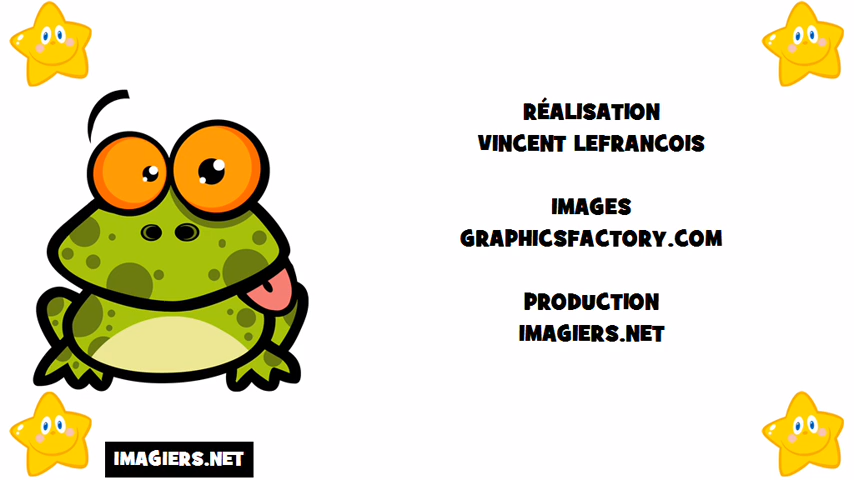 RÉALISATION
VINCENT LEFRANCOIS
IMAGES
GRAPHICSFACTORY.COM
PRODUCTION
IMAGIERS.NET
IMAGIERS.NET